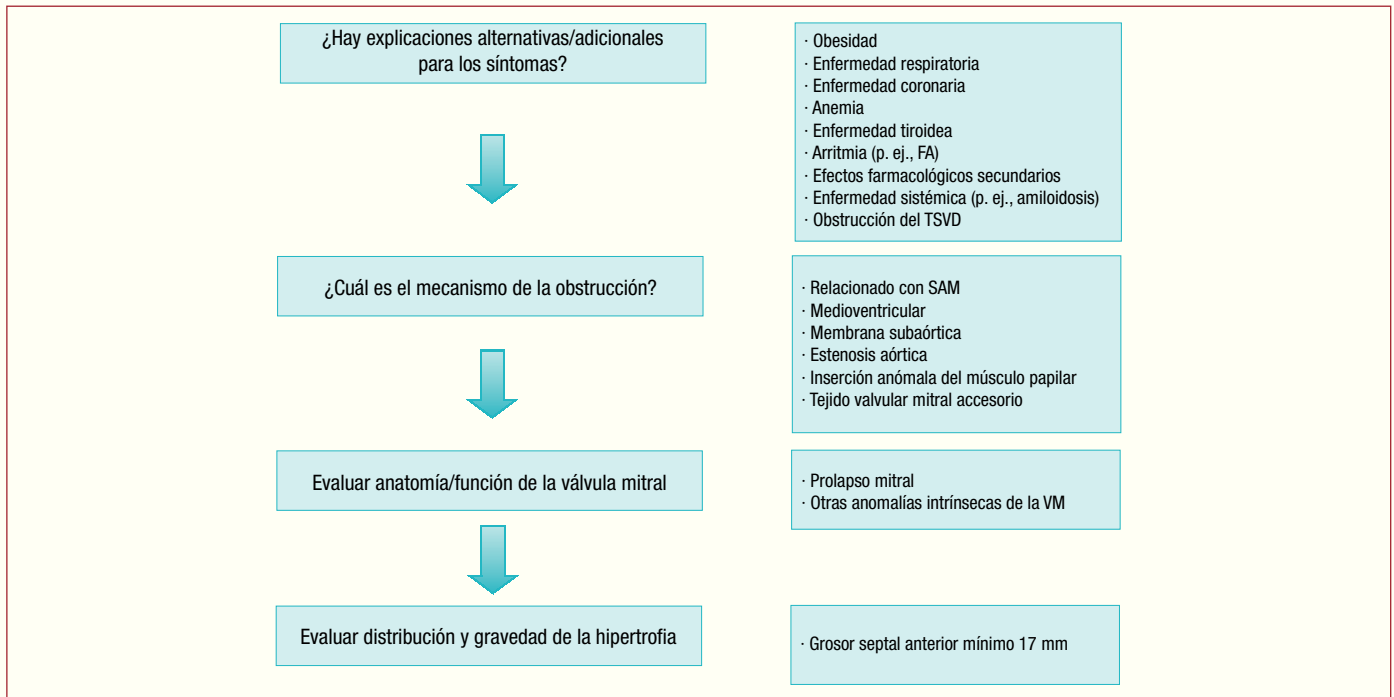 ¿Hay explicaciones alternativas/adicionales
para los síntomas?
· Obesidad
· Enfermedad respiratoria
· Enfermedad coronaria
· Anemia
· Enfermedad tiroidea
· Arritmia (p. ej., FA)
· Efectos farmacológicos secundarios
· Enfermedad sistémica (p. ej., amiloidosis)
· Obstrucción del TSVD
¿Cuál es el mecanismo de la obstrucción?
· Relacionado con SAM
· Medioventricular
· Membrana subaórtica
· Estenosis aórtica
· Inserción anómala del músculo papilar
· Tejido valvular mitral accesorio
Evaluar anatomía/función de la válvula mitral
· Prolapso mitral
· Otras anomalías intrínsecas de la VM
Evaluar distribución y gravedad de la hipertrofia
· Grosor septal anterior mínimo 17 mm